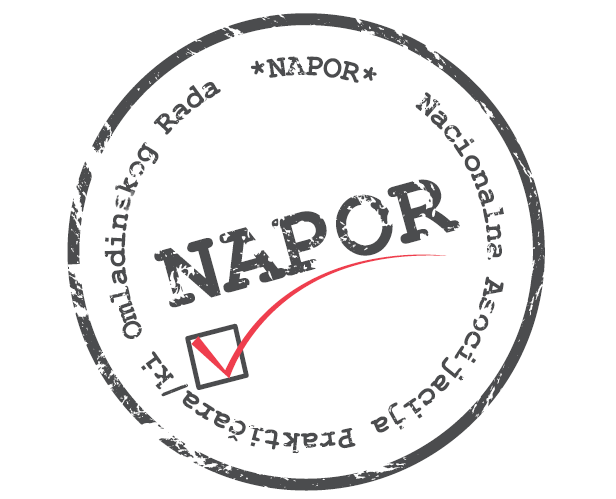 *NAPOR*
Nacionalna Asocijacija Praktičara/ki Omladinskog Rada
NAPOR